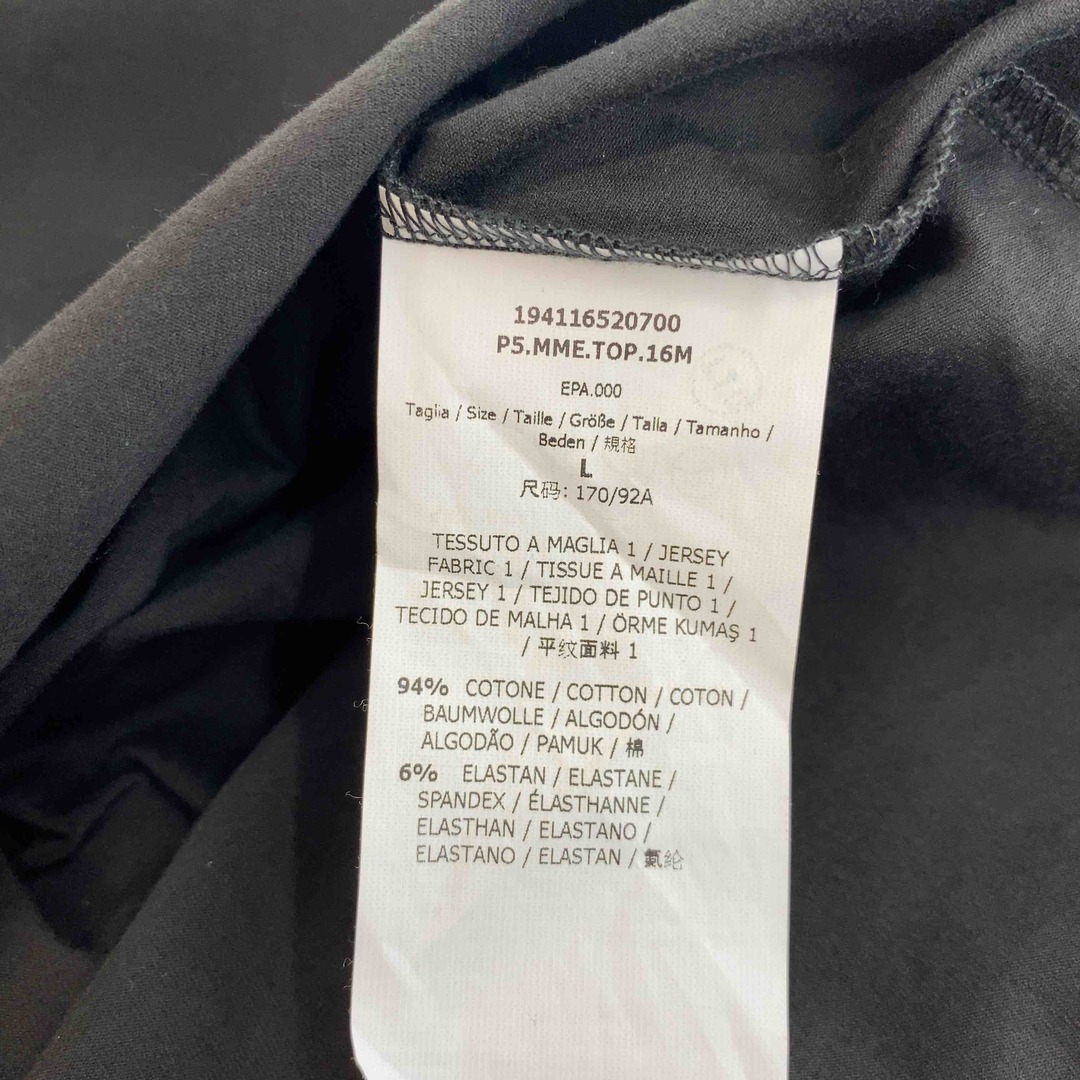 194116520700
P5.MME.TOP.16M
EPA.000
Taglia / Size / Taille / Größe / Talla / Tamanho /
Beden / 規格
L
尺码: 170/92A
TESSUTO A MAGLIA 1 / JERSEY
FABRIC 1 / TISSUE A MAILLE 1 /
JERSEY 1 / TEJIDO DE PUNTO 1 /
TECIDO DE MALHA 1 / ÖRME KUMAŞ 1
/ 平纹面料 1
94% COTONE / COTTON / COTON /
BAUMWOLLE / ALGODÓN /
ALGODÃO / PAMUK / 棉
6% ELASTAN / ELASTANE /
SPANDEX / ÉLASTHANNE /
ELASTHAN / ELASTANO /
ELASTANO / ELASTAN / 氨纶